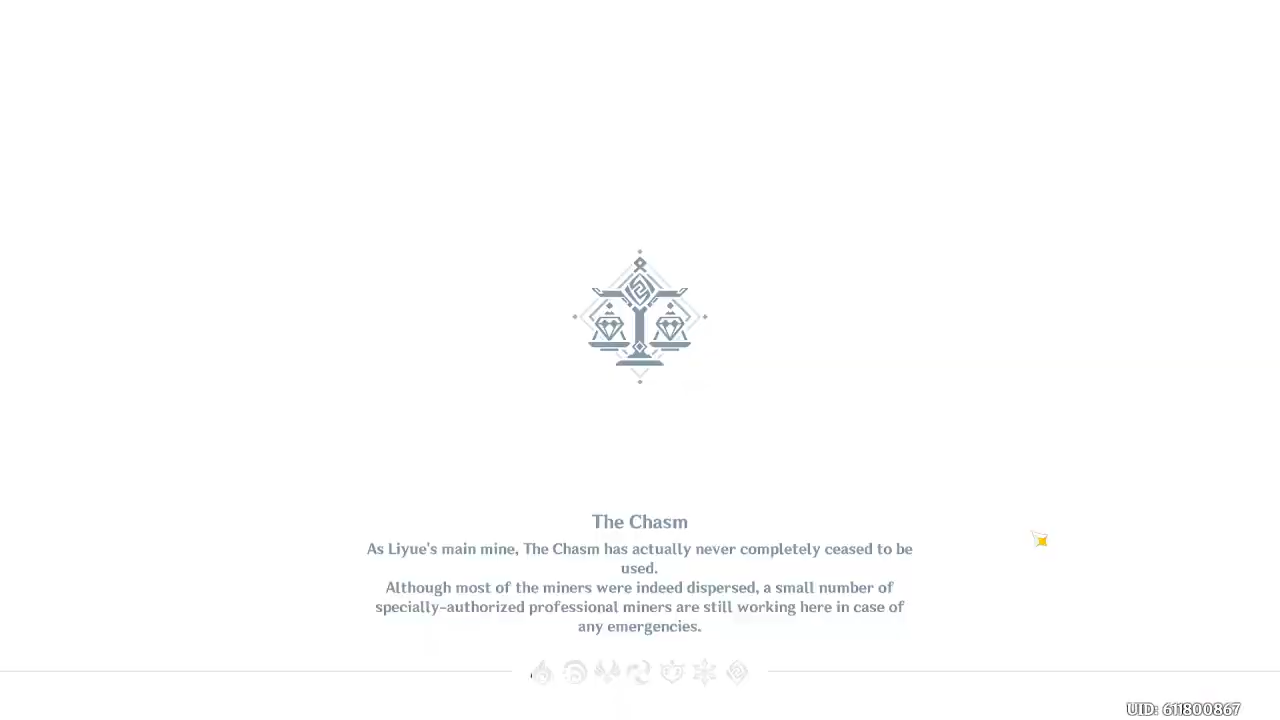 The Chasm
As Liyue's main mine, The Chasm has actually never completely ceased to be
used.
Although most of the miners were indeed dispersed, a small number of
specially-authorized professional miners are still working here in case of
any emergencies.
UID: 611800867